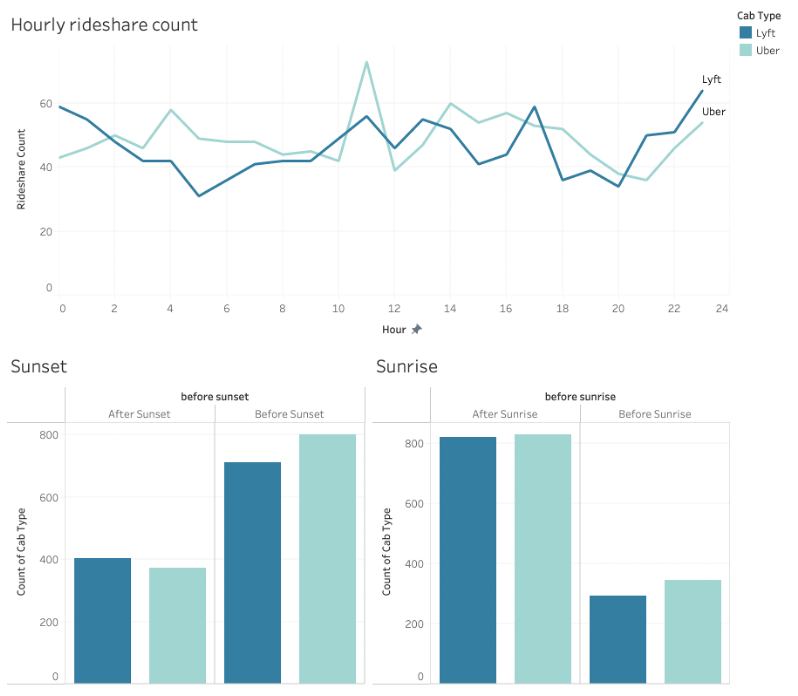 Hourly rideshare count
Cab Type
Lyft
Uber
Rideshare Count
60
40
20
0
Lyft
Uber
0 2 4 6 8 10 12 14 16 18 20 22 24
Hour
Sunset
before sunset
After Sunset Before Sunset
Count of Cab Type
800
600
400
200
0
Sunrise
before sunrise
After Sunrise Before Sunrise
Count of Cab Type
800
600
400
200
0